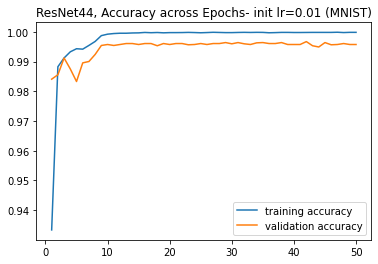 ResNet44, Accuracy across Epochs- init lr=0.01 (MNIST)
1.00
0.99
0.98
0.97
0.96
0.95
0.94
0 10 20 30 40 50
training accuracy
validation accuracy